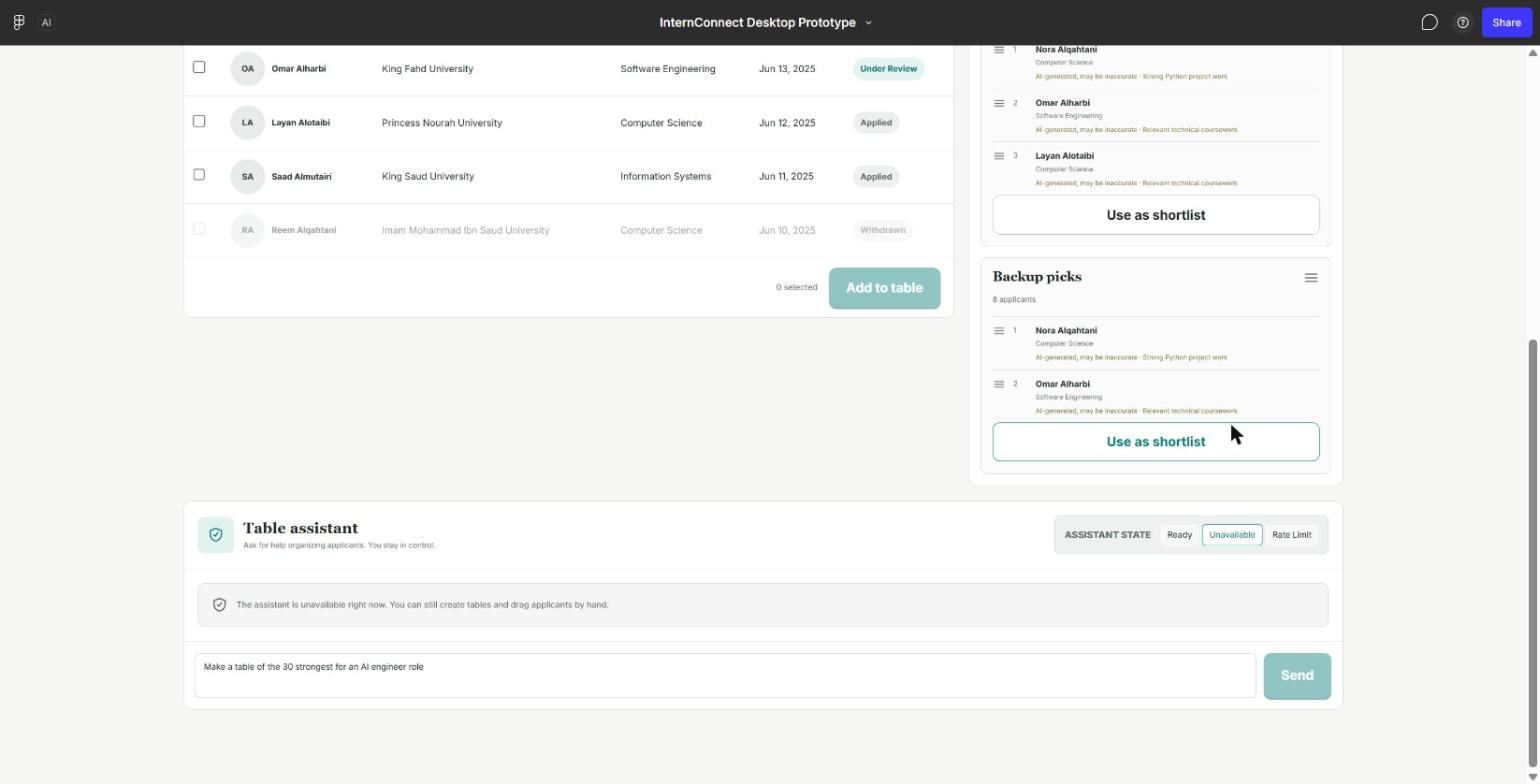 AI
InternConnect Desktop Prototype
Share
OA Omar Alharbi King Fahd University Software Engineering Jun 13, 2025 Under Review
LA Layan Alotaibi Princess Nourah University Computer Science Jun 12, 2025 Applied
SA Saad Almutairi King Saud University Information Systems Jun 11, 2025 Applied
RA Reem Alqahtani Imam Mohammad Ibn Saud University Computer Science Jun 10, 2025 Withdrawn
0 selected Add to table
1 Nora Alqahtani
Computer Science
AI-generated, may be inaccurate · Strong Python project work
2 Omar Alharbi
Software Engineering
AI-generated, may be inaccurate · Relevant technical coursework
3 Layan Alotaibi
Computer Science
AI-generated, may be inaccurate · Relevant technical coursework
Use as shortlist
Backup picks
8 applicants
1 Nora Alqahtani
Computer Science
AI-generated, may be inaccurate · Strong Python project work
2 Omar Alharbi
Software Engineering
AI-generated, may be inaccurate · Relevant technical coursework
Use as shortlist
Table assistant
Ask for help organizing applicants. You stay in control.
ASSISTANT STATE Ready Unavailable Rate Limit
The assistant is unavailable right now. You can still create tables and drag applicants by hand.
Make a table of the 30 strongest for an AI engineer role
Send